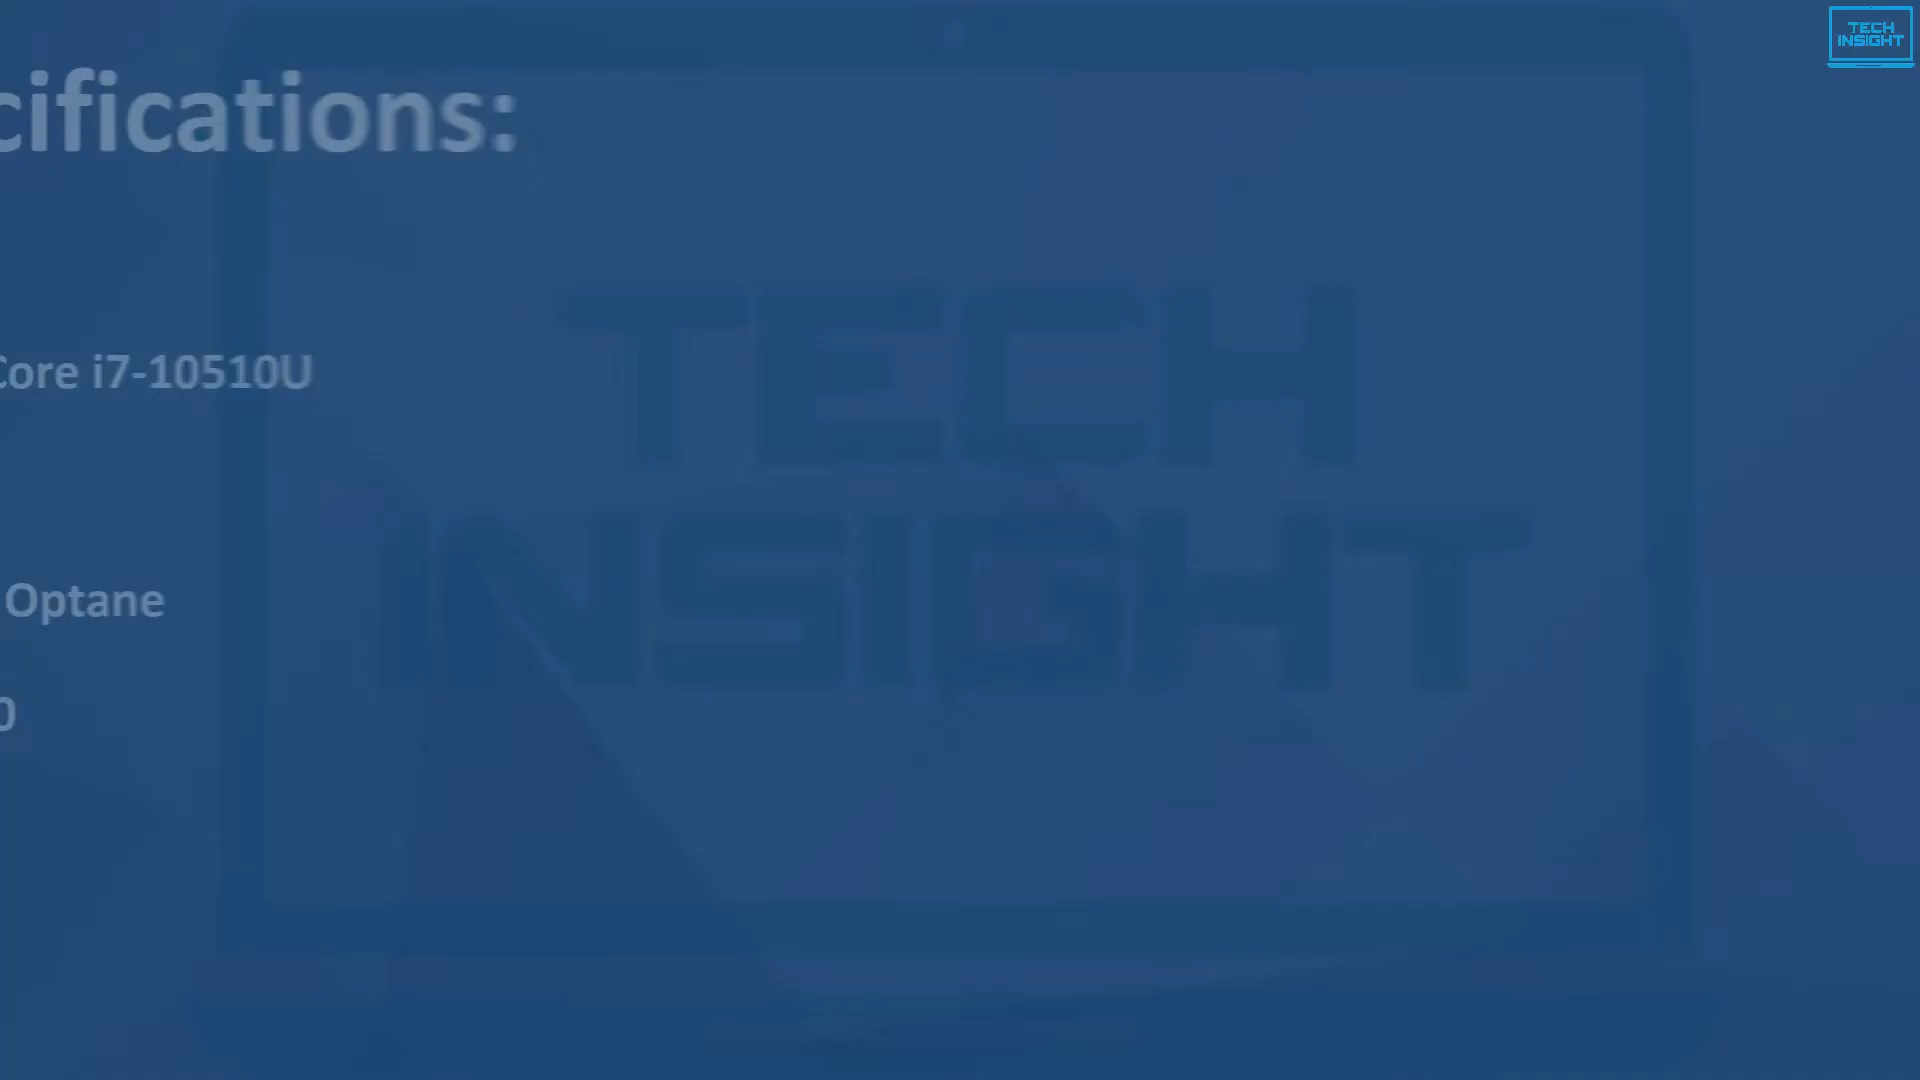 cifications:
Core i7-10510U
Optane
0
TECH
INSIGHT
TECH
INSIGHT